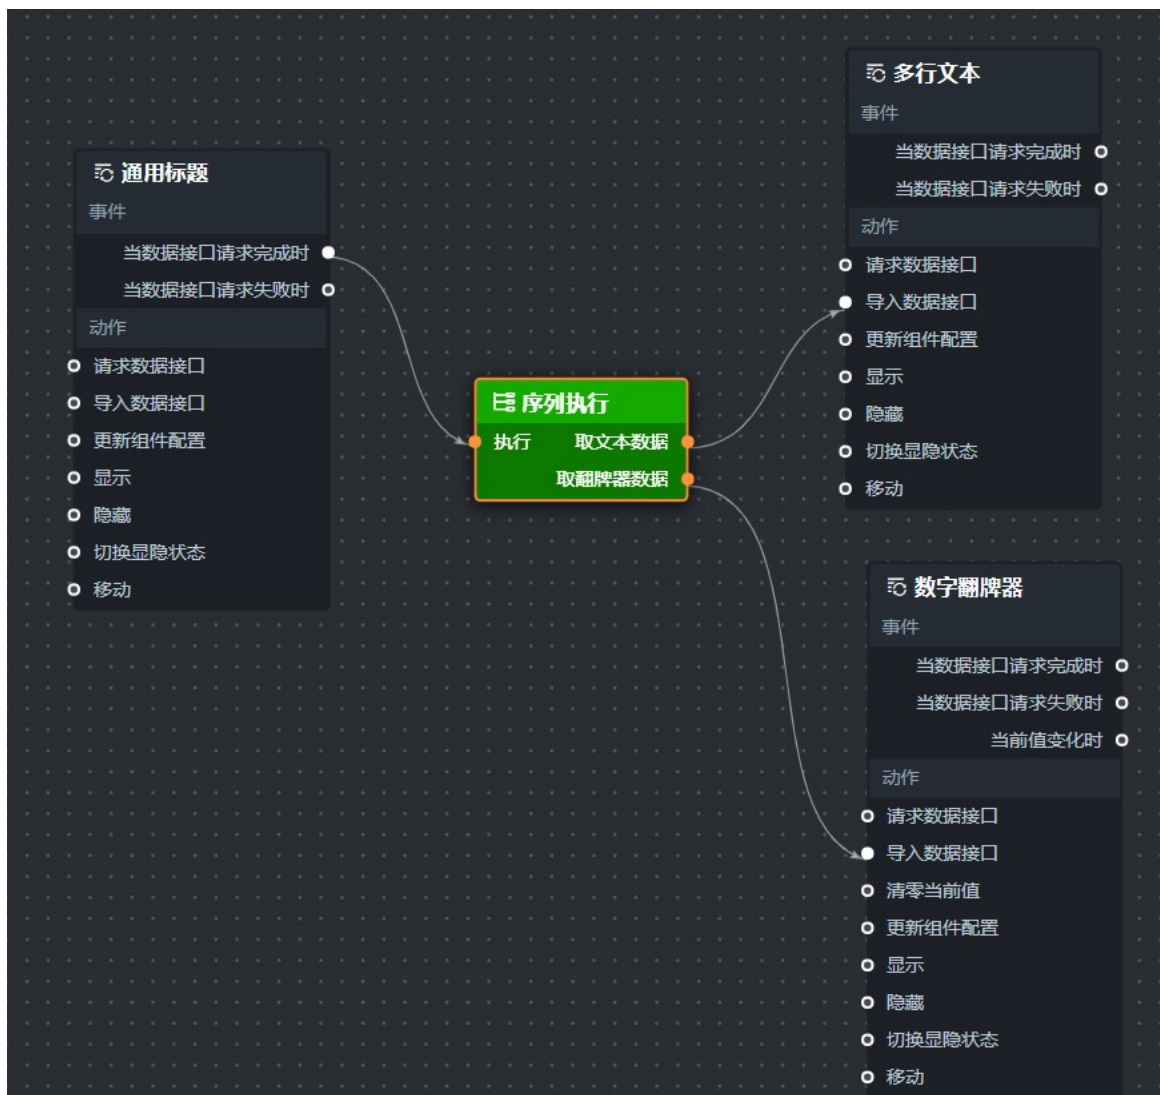 通用标题
事件
当数据接口请求完成时
当数据接口请求失败时
动作
请求数据接口
导入数据接口
更新组件配置
显示
隐藏
切换显隐状态
移动
序列执行
执行 取文本数据
取翻牌器数据
多行文本
事件
当数据接口请求完成时
当数据接口请求失败时
动作
请求数据接口
导入数据接口
更新组件配置
显示
隐藏
切换显隐状态
移动
数字翻牌器
事件
当数据接口请求完成时
当数据接口请求失败时
当前值变化时
动作
请求数据接口
导入数据接口
清零当前值
更新组件配置
显示
隐藏
切换显隐状态
移动